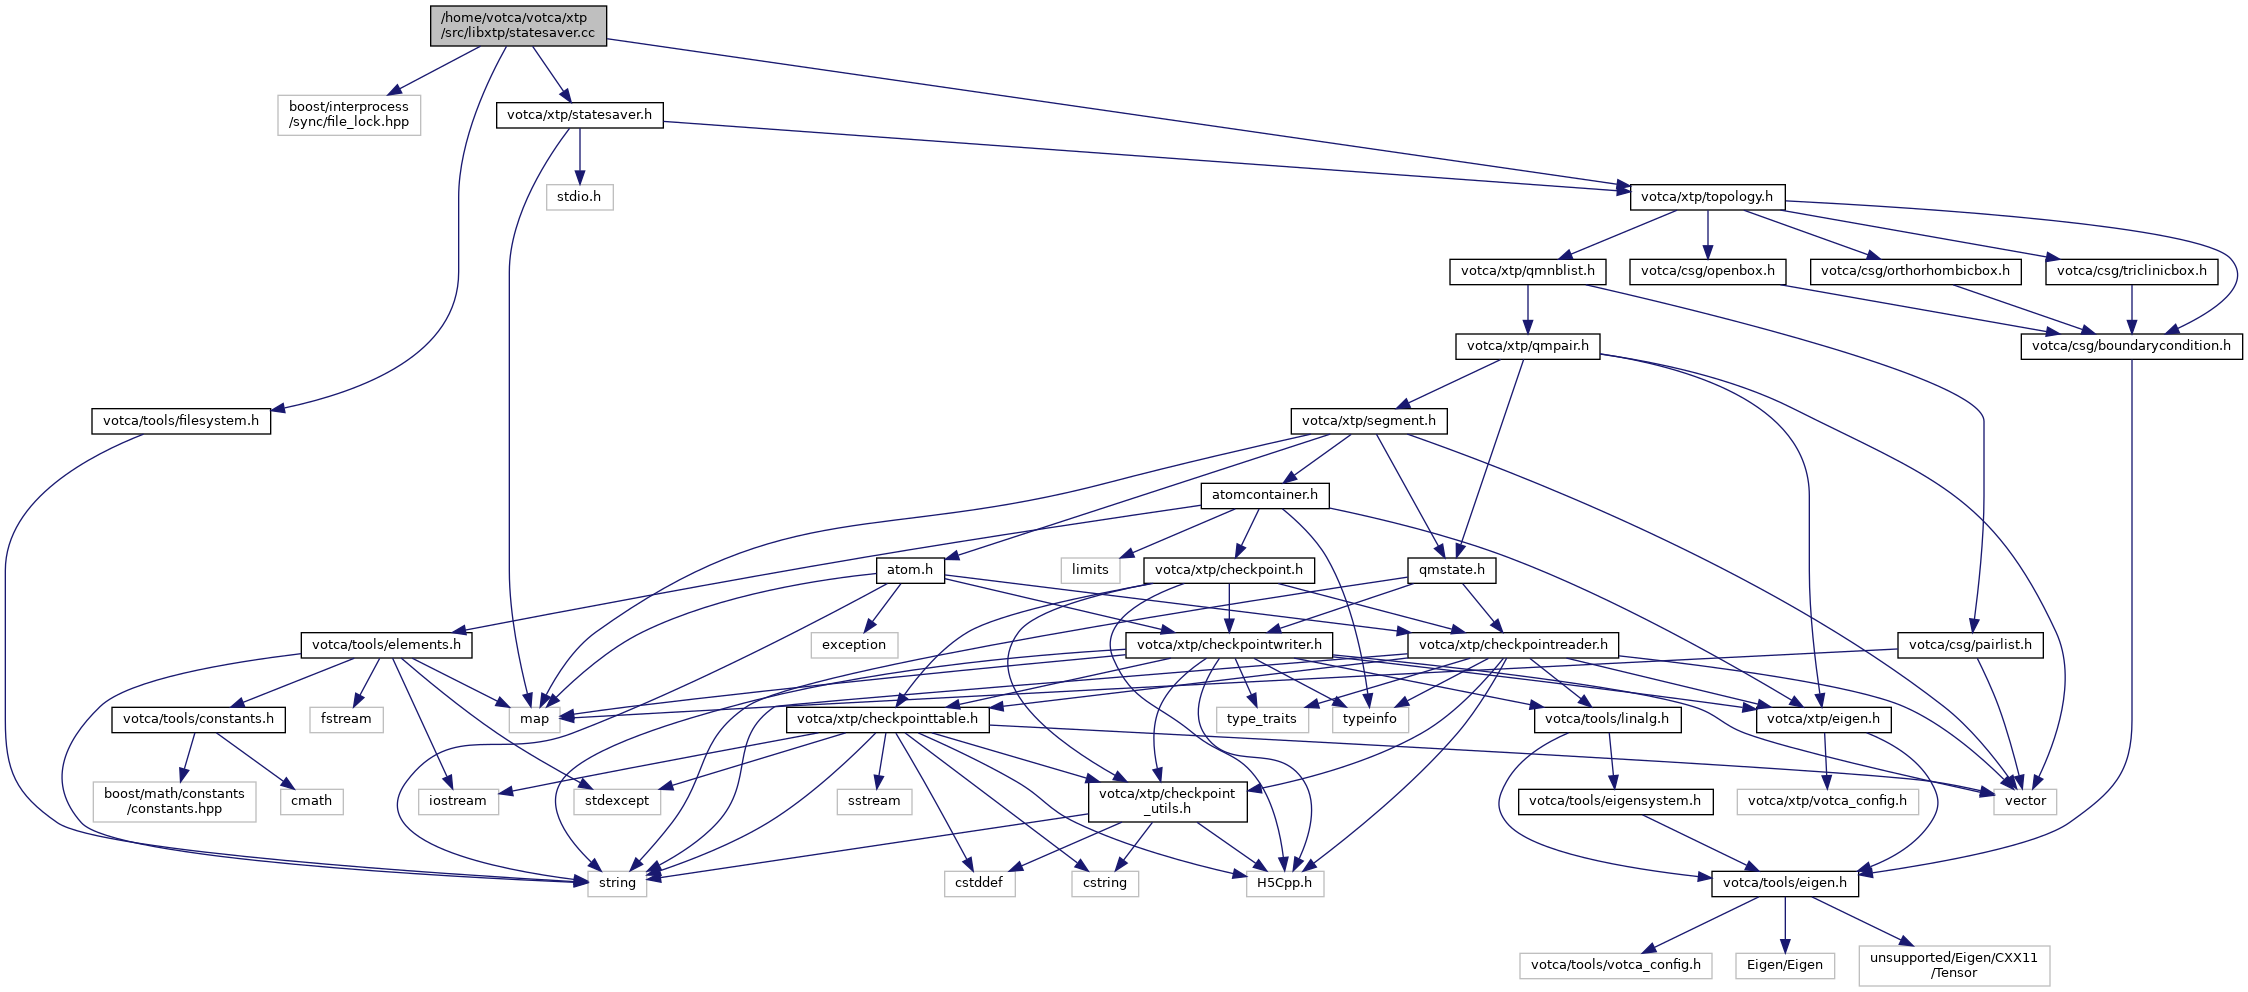 /home/votca/votca/xtp
/src/libxtp/statesaver.cc
boost/interprocess
/sync/file_lock.hpp
votca/xtp/statesaver.h
stdio.h
votca/xtp/topology.h
votca/xtp/qmnblist.h
votca/csg/openbox.h
votca/csg/orthorhombicbox.h
votca/csg/triclinicbox.h
votca/xtp/qmpair.h
votca/csg/boundarycondition.h
votca/tools/filesystem.h
votca/xtp/segment.h
atomcontainer.h
atom.h
limits
votca/xtp/checkpoint.h
qmstate.h
votca/tools/elements.h
exception
votca/xtp/checkpointwriter.h
votca/xtp/checkpointreader.h
votca/csg/pairlist.h
votca/tools/constants.h
fstream
map
votca/xtp/checkpointtable.h
type_traits
typeinfo
votca/tools/linalg.h
votca/xtp/eigen.h
boost/math/constants
/constants.hpp
cmath
iostream
stdexcept
sstream
votca/xtp/checkpoint
_utils.h
votca/tools/eigensystem.h
votca/xtp/votca_config.h
vector
string
cstddef
cstring
H5Cpp.h
votca/tools/eigen.h
votca/tools/votca_config.h
Eigen/Eigen
unsupported/Eigen/CXX11
/Tensor